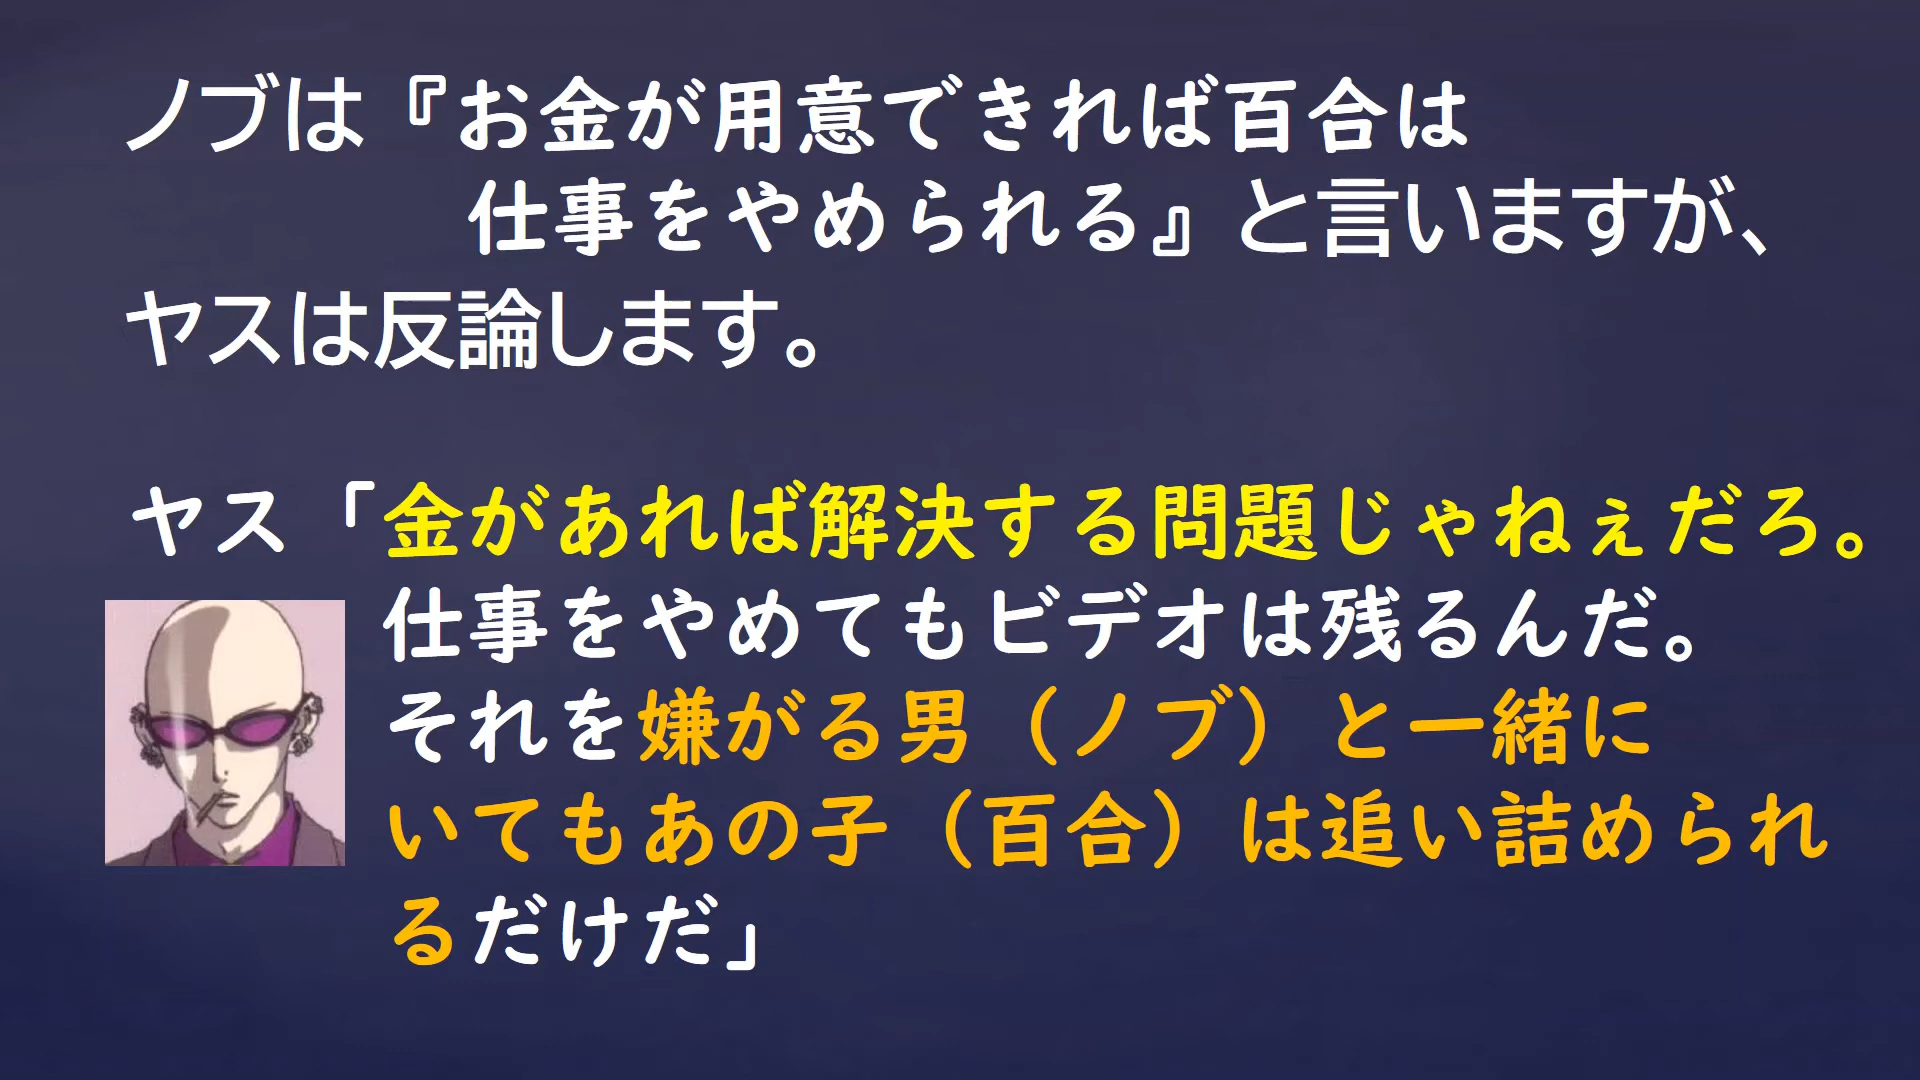 ノブは『お金が用意できれば百合は
仕事をやめられる』と言いますが、
ヤスは反論します。
ヤス「金があれば解決する問題じゃねぇだろ。
仕事をやめてもビデオは残るんだ。
それを嫌がる男（ノブ）と一緒に
いてもあの子（百合）は追い詰められ
るだけだ」